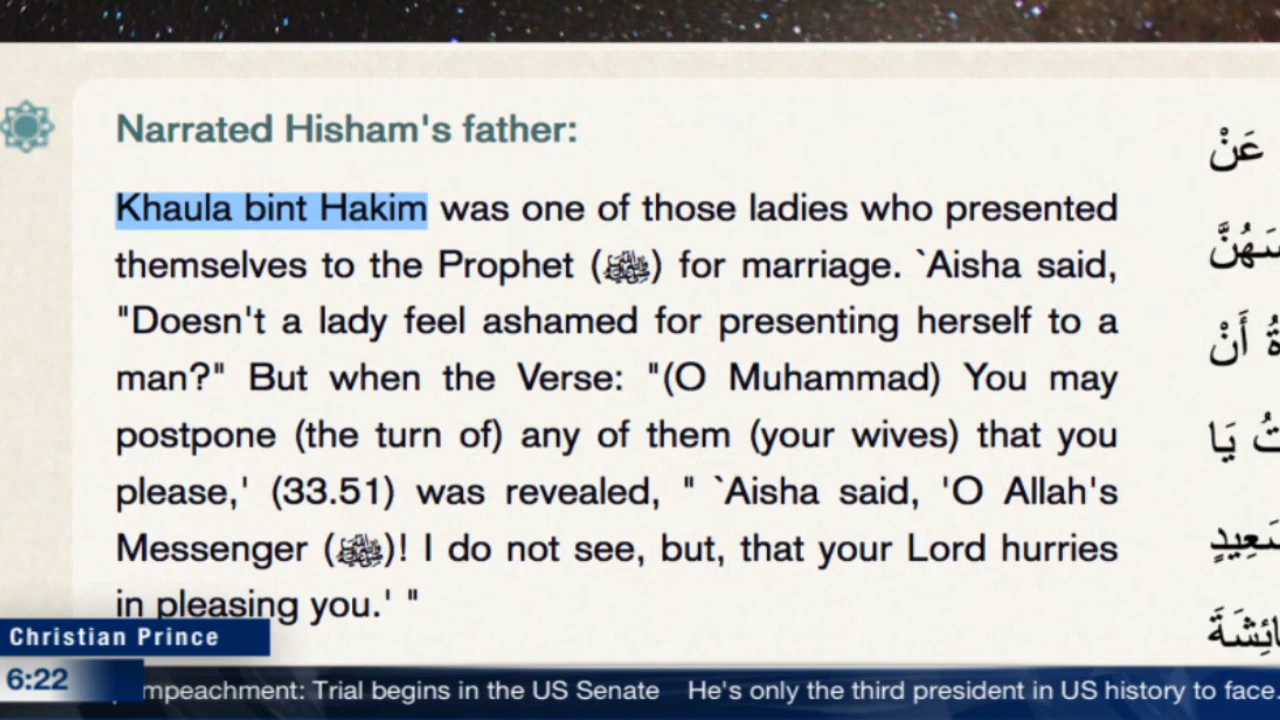 Narrated Hisham's father:
Khaula bint Hakim was one of those ladies who presented
themselves to the Prophet (ﷺ) for marriage. `Aisha said,
"Doesn't a lady feel ashamed for presenting herself to a
man?" But when the Verse: "(O Muhammad) You may
postpone (the turn of) any of them (your wives) that you
please,' (33.51) was revealed, " `Aisha said, 'O Allah's
Messenger (ﷺ)! I do not see, but, that your Lord hurries
in pleasing you.' "
عَنْ
أَنْ
يَا
Christian Prince
6:22
mpeachment: Trial begins in the US Senate He's only the third president in US history to face.